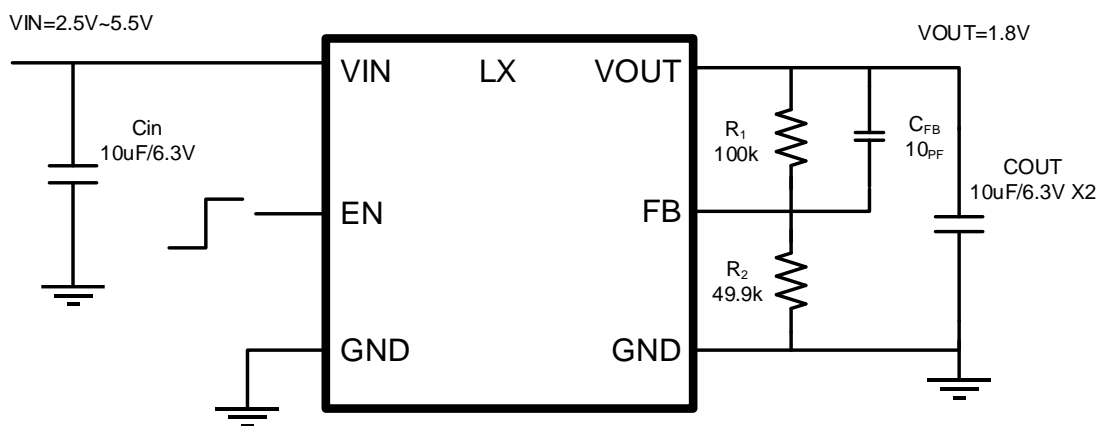 VIN=2.5V~5.5V
VOUT=1.8V
VIN
LX
VOUT
Cin
10uF/6.3V
R1
100k
CFB
10PF
COUT
10uF/6.3V X2
EN
FB
R2
49.9k
GND
GND